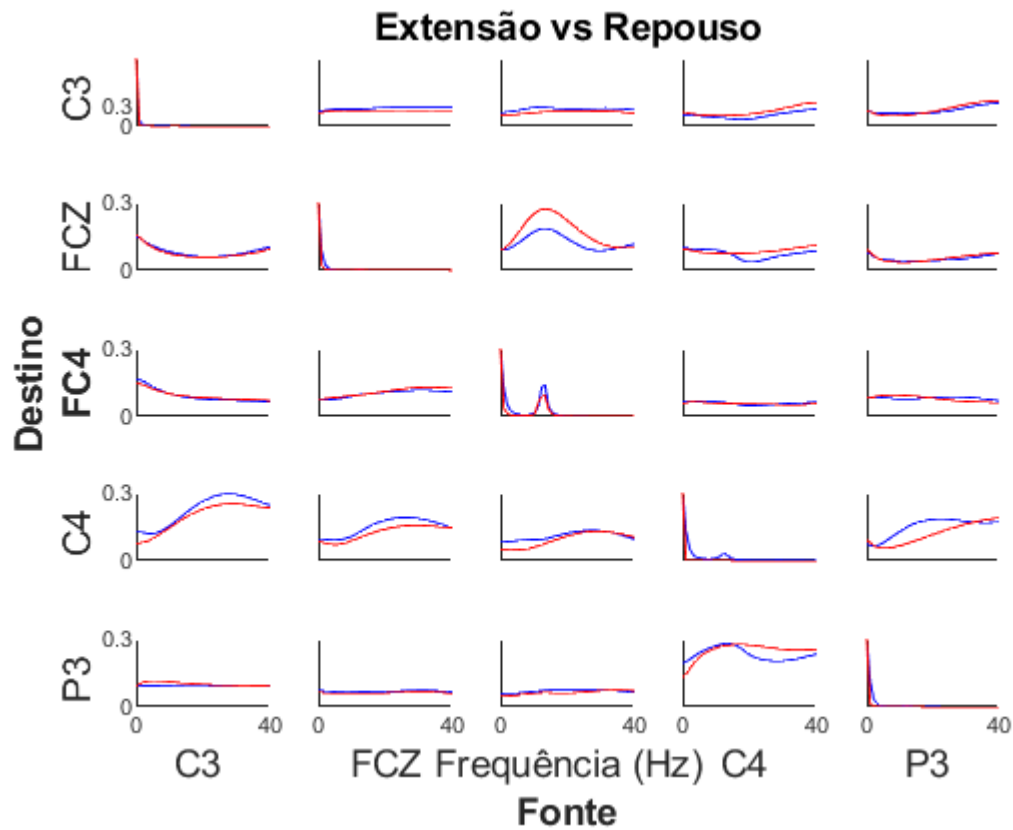 Extensão vs Repouso
C3
0.3
0
FCZ
0.3
0
Destino
FC4
0.3
0
C4
0.3
0
P3
0.3
0
0 40 0 40 0 40 0 40 0 40
C3 FCZ Frequência (Hz) C4 P3
Fonte